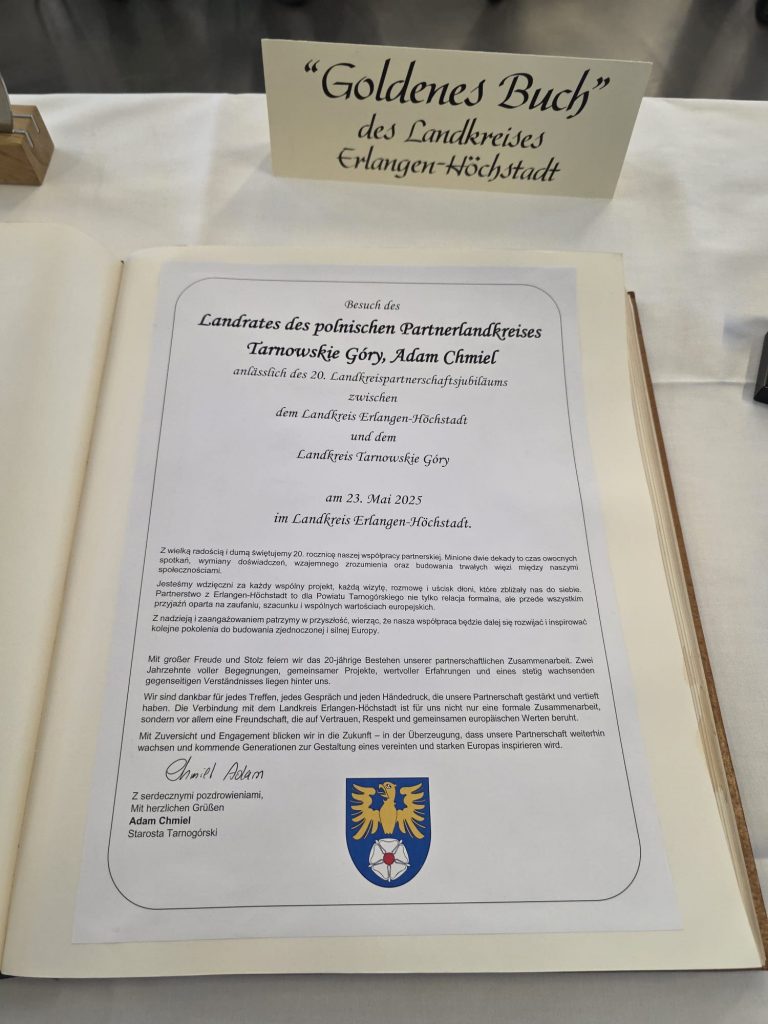 “Goldenes Buch”
des Landkreises
Erlangen-Höchstadt
Besuch des
Landrates des polnischen Partnerlandkreises
Tarnowskie Góry, Adam Chmiel
anlässlich des 20. Landkreispartnerschaftsjubiläums
zwischen
dem Landkreis Erlangen-Höchstadt
und dem
Landkreis Tarnowskie Góry
am 23. Mai 2025
im Landkreis Erlangen-Höchstadt.
Z wielką radością i dumą świętujemy 20. rocznicę naszej współpracy partnerskiej. Minione dwie dekady to czas owocnych
spotkań, wymiany doświadczeń, wzajemnego zrozumienia oraz budowania trwałych więzi między naszymi
społecznościami.
Jesteśmy wdzięczni za każdy wspólny projekt, każdą wizytę, rozmowę i uścisk dłoni, które zbliżały nas do siebie.
Partnerstwo z Erlangen-Höchstadt to dla Powiatu Tarnogórskiego nie tylko relacja formalna, ale przede wszystkim
przyjaźń oparta na zaufaniu, szacunku i wspólnych wartościach europejskich.
Z nadzieją i zaangażowaniem patrzymy w przyszłość, wierząc, że nasza współpraca będzie dalej się rozwijać i inspirować
kolejne pokolenia do budowania zjednoczonej i silnej Europy.
Mit großer Freude und Stolz feiern wir das 20-jährige Bestehen unserer partnerschaftlichen Zusammenarbeit. Zwei
Jahrzehnte voller Begegnungen, gemeinsamer Projekte, wertvoller Erfahrungen und eines stetig wachsenden
gegenseitigen Verständnisses liegen hinter uns.
Wir sind dankbar für jedes Treffen, jedes Gespräch und jeden Händedruck, die unsere Partnerschaft gestärkt und vertieft
haben. Die Verbindung mit dem Landkreis Erlangen-Höchstadt ist für uns nicht nur eine formale Zusammenarbeit,
sondern vor allem eine Freundschaft, die auf Vertrauen, Respekt und gemeinsamen europäischen Werten beruht.
Mit Zuversicht und Engagement blicken wir in die Zukunft – in der Überzeugung, dass unsere Partnerschaft weiterhin
wachsen und kommende Generationen zur Gestaltung eines vereinten und starken Europas inspirieren wird.
Chmiel Adam
Z serdecznymi pozdrowieniami,
Mit herzlichen Grüßen
Adam Chmiel
Starosta Tarnogórski